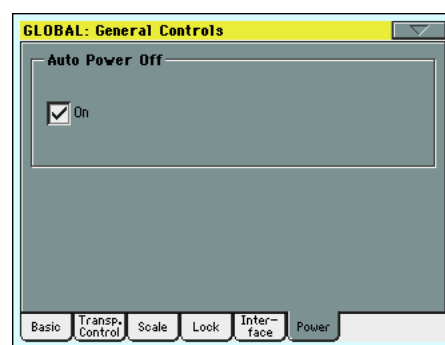 GLOBAL: General Controls
Auto Power Off
On
Basic
Transp.
Control
Scale
Lock
Inter-
face
Power